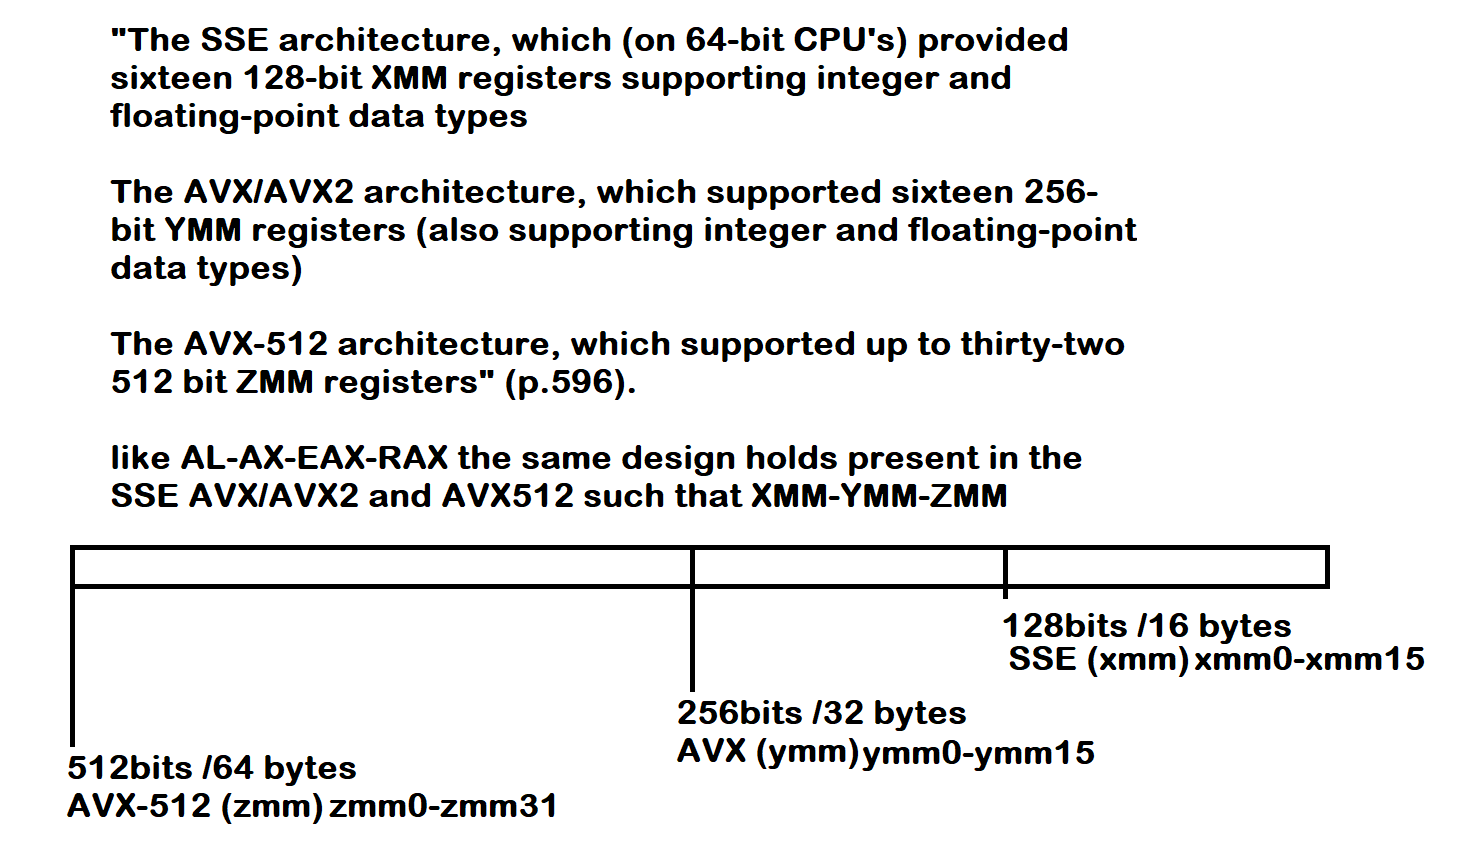 "The SSE architecture, which (on 64-bit CPU's) provided
sixteen 128-bit XMM registers supporting integer and
floating-point data types
The AVX/AVX2 architecture, which supported sixteen 256-
bit YMM registers (also supporting integer and floating-point
data types)
The AVX-512 architecture, which supported up to thirty-two
512 bit ZMM registers" (p.596).
like AL-AX-EAX-RAX the same design holds present in the
SSE AVX/AVX2 and AVX512 such that XMM-YMM-ZMM
128bits /16 bytes
SSE (xmm) xmm0-xmm15
256bits /32 bytes
AVX (ymm) ymm0-ymm15
512bits /64 bytes
AVX-512 (zmm) zmm0-zmm31